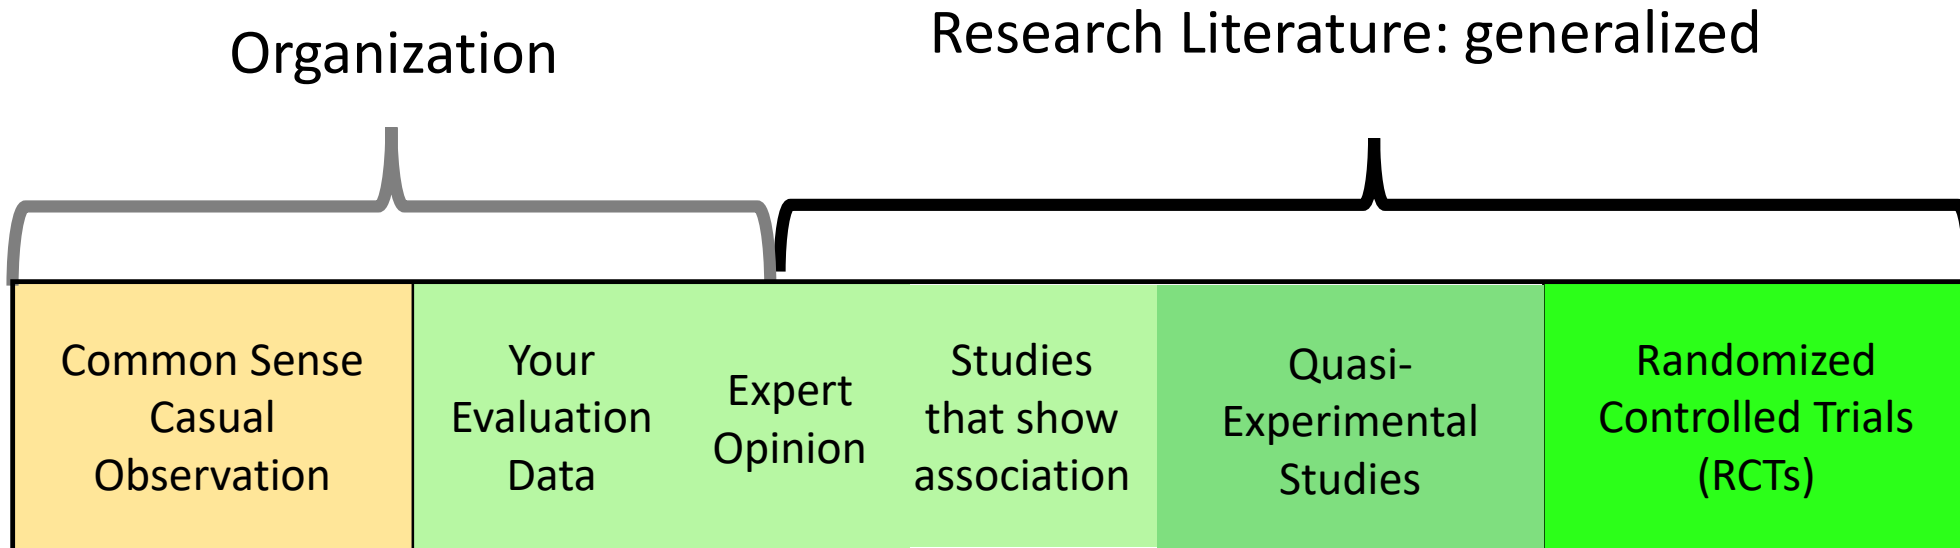 Organization
Research Literature: generalized
Common Sense
Casual
Observation
Your
Evaluation
Data
Expert
Opinion
Studies
that show
association
Quasi-
Experimental
Studies
Randomized
Controlled Trials
(RCTs)